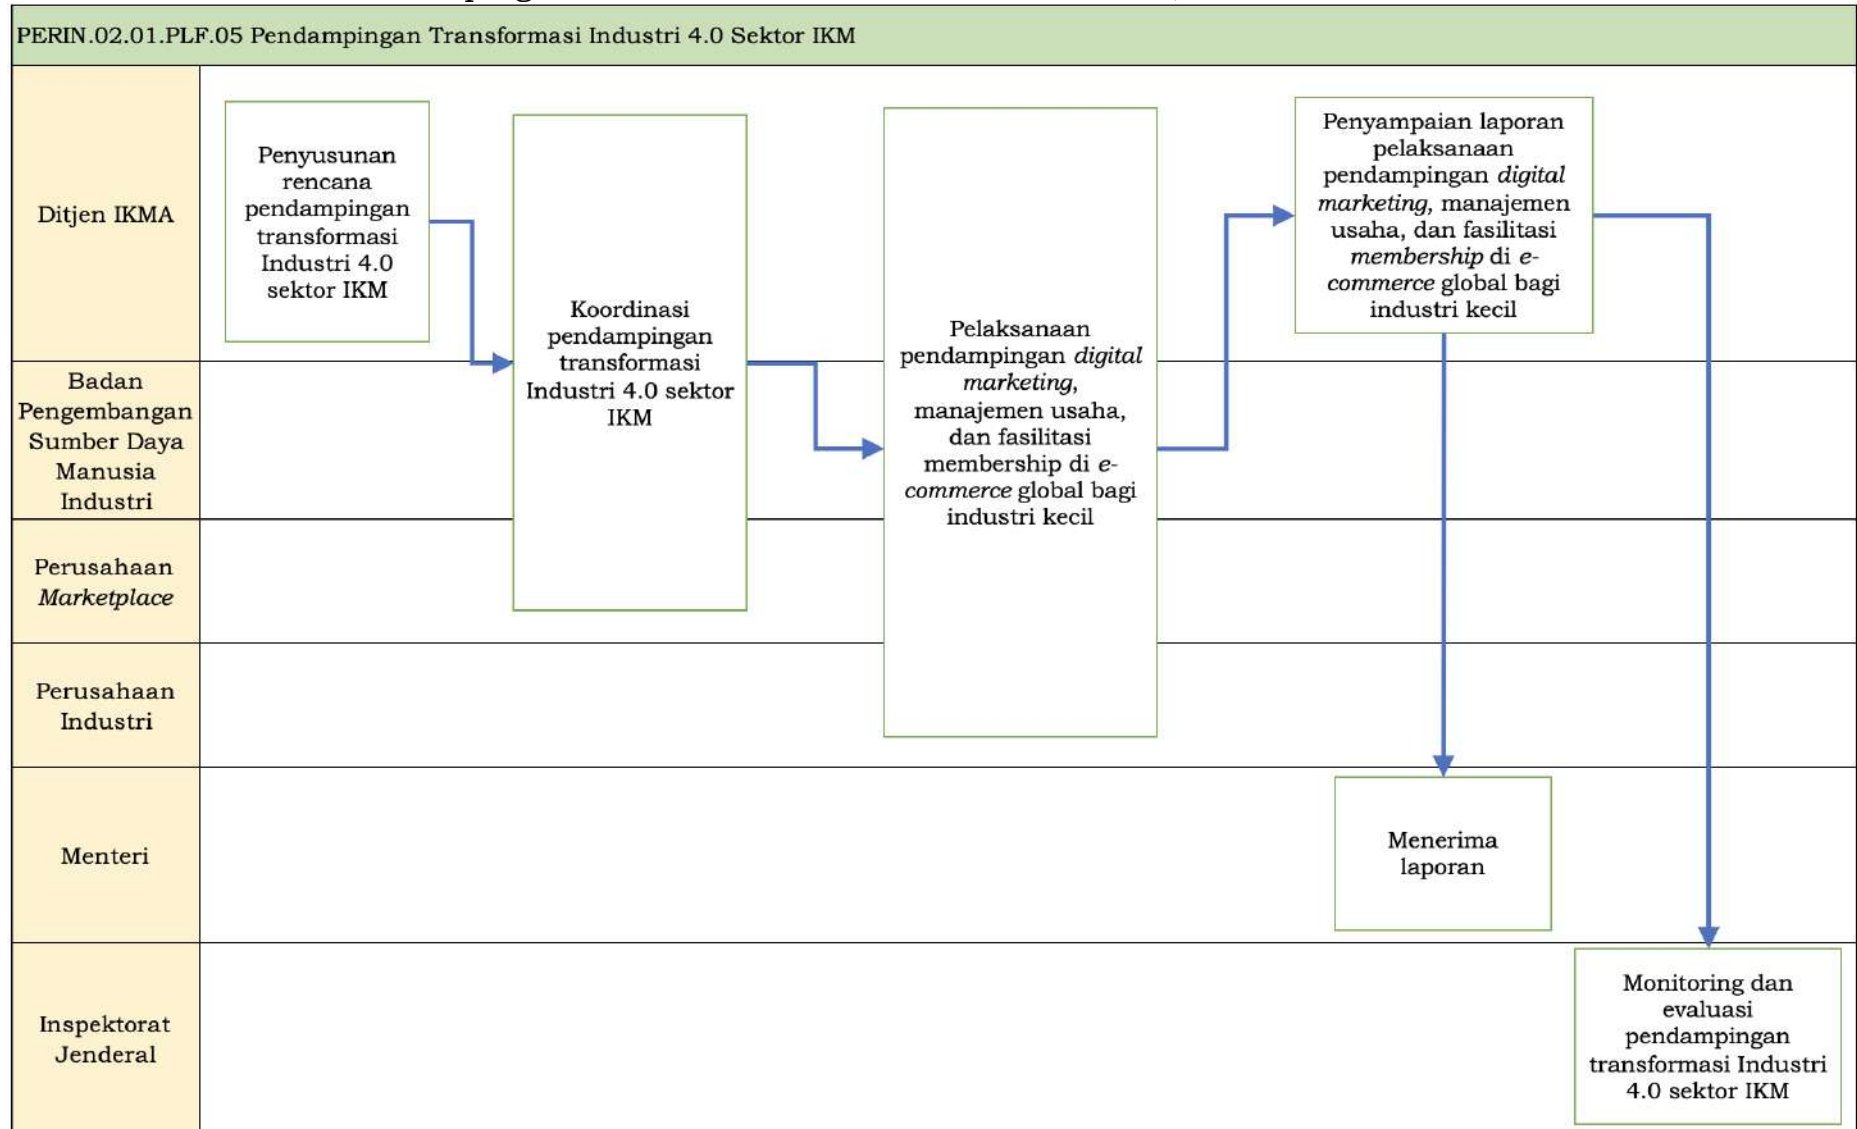 PERIN.02.01.PLF.05 Pendampingan Transformasi Industri 4.0 Sektor IKM
Ditjen IKMA
Penyusunan
rencana
pendampingan
transformasi
Industri 4.0
sektor IKM
Koordinasi
pendampingan
transformasi
Industri 4.0 sektor
IKM
Pelaksanaan
pendampingan digital
marketing,
manajemen usaha,
dan fasilitasi
membership di e-
commerce global bagi
industri kecil
Penyampaian laporan
pelaksanaan
pendampingan digital
marketing, manajemen
usaha, dan fasilitasi
membership di e-
commerce global bagi
industri kecil
Badan
Pengembangan
Sumber Daya
Manusia
Industri
Perusahaan
Marketplace
Perusahaan
Industri
Menteri
Menerima
laporan
Inspektorat
Jenderal
Monitoring dan
evaluasi
pendampingan
transformasi Industri
4.0 sektor IKM